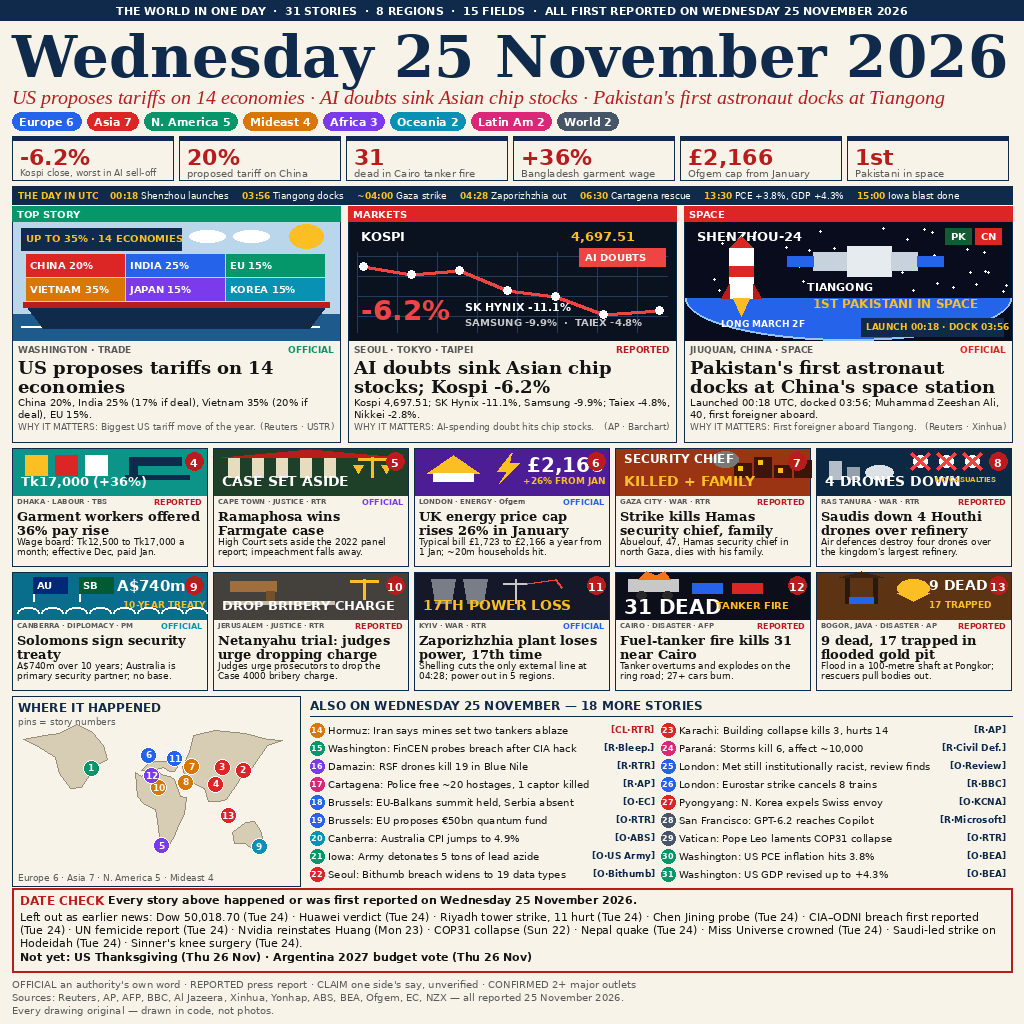 THE WORLD IN ONE DAY · 31 STORIES · 8 REGIONS · 15 FIELDS · ALL FIRST REPORTED ON WEDNESDAY 25 NOVEMBER 2026
Wednesday 25 November 2026
US proposes tariffs on 14 economies · AI doubts sink Asian chip stocks · Pakistan's first astronaut docks at Tiangong
Europe 6 Asia 7 N. America 5 Mideast 4 Africa 3 Oceania 2 Latin Am 2 World 2
-6.2%
Kospi close, worst in AI sell-off
20%
proposed tariff on China
31
dead in Cairo tanker fire
+36%
Bangladesh garment wage
£2,166
Ofgem cap from January
1st
Pakistani in space
THE DAY IN UTC 00:18 Shenzhou launches 03:56 Tiangong docks ~04:00 Gaza strike 04:28 Zaporizhzhia out 06:30 Cartagena rescue 13:30 PCE +3.8%, GDP +4.3% 15:00 Iowa blast done
TOP STORY
UP TO 35% · 14 ECONOMIES
CHINA 20% INDIA 25% EU 15%
VIETNAM 35% JAPAN 15% KOREA 15%
WASHINGTON · TRADE OFFICIAL
US proposes tariffs on 14
economies
China 20%, India 25% (17% if deal), Vietnam 35% (20% if
deal), EU 15%.
WHY IT MATTERS: Biggest US tariff move of the year. (Reuters · USTR)
MARKETS
KOSPI 4,697.51
AI DOUBTS
-6.2% SK HYNIX -11.1%
SAMSUNG -9.9% · TAIEX -4.8%
SEOUL · TOKYO · TAIPEI REPORTED
AI doubts sink Asian chip
stocks; Kospi -6.2%
Kospi 4,697.51; SK Hynix -11.1%, Samsung -9.9%; Taiex -4.8%,
Nikkei -2.8%.
WHY IT MATTERS: AI-spending doubt hits chip stocks. (AP · Barchart)
SPACE
SHENZHOU-24 PK CN
TIANGONG
1ST PAKISTANI IN SPACE
LONG MARCH 2F LAUNCH 00:18 · DOCK 03:56
JIUQUAN, CHINA · SPACE OFFICIAL
Pakistan's first astronaut
docks at China's space station
Launched 00:18 UTC, docked 03:56; Muhammad Zeeshan Ali,
40, first foreigner aboard.
WHY IT MATTERS: First foreigner aboard Tiangong. (Reuters · Xinhua)
4
Tk17,000 (+36%)
DHAKA · LABOUR · TBS REPORTED
Garment workers offered
36% pay rise
Wage board: Tk12,500 to Tk17,000 a
month; effective Dec, paid Jan.
5
CASE SET ASIDE
CAPE TOWN · JUSTICE · RTR OFFICIAL
Ramaphosa wins
Farmgate case
High Court sets aside the 2022 panel
report; impeachment falls away.
£2,16 6
+26% FROM JAN
LONDON · ENERGY · Ofgem OFFICIAL
UK energy price cap
rises 26% in January
Typical bill £1,723 to £2,166 a year from
1 Jan; ~20m households hit.
SECURITY CHIEF 7
KILLED + FAMILY
GAZA CITY · WAR · RTR REPORTED
Strike kills Hamas
security chief, family
Abuelouf, 47, Hamas security chief in
north Gaza, dies with his family.
8
4 DRONES DOWN
RAS TANURA · WAR · RTR REPORTED
Saudis down 4 Houthi
drones over refinery
Air defences destroy four drones over
the kingdom's largest refinery.
AU SB A$740m 9
10-YEAR TREATY
CANBERRA · DIPLOMACY · PM OFFICIAL
Solomons sign security
treaty
A$740m over 10 years; Australia is
primary security partner; no base.
10
DROP BRIBERY CHARGE
JERUSALEM · JUSTICE · RTR REPORTED
Netanyahu trial: judges
urge dropping charge
Judges urge prosecutors to drop the
Case 4000 bribery charge.
11
17TH POWER LOSS
KYIV · WAR · RTR OFFICIAL
Zaporizhzhia plant loses
power, 17th time
Shelling cuts the only external line at
04:28; power out in 5 regions.
12
31 DEAD TANKER FIRE
CAIRO · DISASTER · AFP REPORTED
Fuel-tanker fire kills 31
near Cairo
Tanker overturns and explodes on the
ring road; 27+ cars burn.
9 DEAD 13
17 TRAPPED
BOGOR, JAVA · DISASTER · AP REPORTED
9 dead, 17 trapped in
flooded gold pit
Flood in a 100-metre shaft at Pongkor;
rescuers pull bodies out.
WHERE IT HAPPENED
pins = story numbers
1 6 11 7 3 2 12 10 8 4 13 5 9
Europe 6 · Asia 7 · N. America 5 · Mideast 4
ALSO ON WEDNESDAY 25 NOVEMBER — 18 MORE STORIES
14 Hormuz: Iran says mines set two tankers ablaze [CL·RTR]
15 Washington: FinCEN probes breach after CIA hack [R·Bleep.]
16 Damazin: RSF drones kill 19 in Blue Nile [R·RTR]
17 Cartagena: Police free ~20 hostages, 1 captor killed [R·AP]
18 Brussels: EU-Balkans summit held, Serbia absent [O·EC]
19 Brussels: EU proposes €50bn quantum fund [O·RTR]
20 Canberra: Australia CPI jumps to 4.9% [O·ABS]
21 Iowa: Army detonates 5 tons of lead azide [O·US Army]
22 Seoul: Bithumb breach widens to 19 data types [O·Bithumb]
23 Karachi: Building collapse kills 3, hurts 14 [R·AP]
24 Paraná: Storms kill 6, affect ~10,000 [R·Civil Def.]
25 London: Met still institutionally racist, review finds [O·Review]
26 London: Eurostar strike cancels 8 trains [R·BBC]
27 Pyongyang: N. Korea expels Swiss envoy [O·KCNA]
28 San Francisco: GPT-6.2 reaches Copilot [R·Microsoft]
29 Vatican: Pope Leo laments COP31 collapse [O·RTR]
30 Washington: US PCE inflation hits 3.8% [O·BEA]
31 Washington: US GDP revised up to +4.3% [O·BEA]
DATE CHECK Every story above happened or was first reported on Wednesday 25 November 2026.
Left out as earlier news: Dow 50,018.70 (Tue 24) · Huawei verdict (Tue 24) · Riyadh tower strike, 11 hurt (Tue 24) · Chen Jining probe (Tue 24) · CIA–ODNI breach first reported
(Tue 24) · UN femicide report (Tue 24) · Nvidia reinstates Huang (Mon 23) · COP31 collapse (Sun 22) · Nepal quake (Tue 24) · Miss Universe crowned (Tue 24) · Saudi-led strike on
Hodeidah (Tue 24) · Sinner's knee surgery (Tue 24).
Not yet: US Thanksgiving (Thu 26 Nov) · Argentina 2027 budget vote (Thu 26 Nov)
OFFICIAL an authority's own word · REPORTED press report · CLAIM one side's say, unverified · CONFIRMED 2+ major outlets
Sources: Reuters, AP, AFP, BBC, Al Jazeera, Xinhua, Yonhap, ABS, BEA, Ofgem, EC, NZX — all reported 25 November 2026.
Every drawing original — drawn in code, not photos.